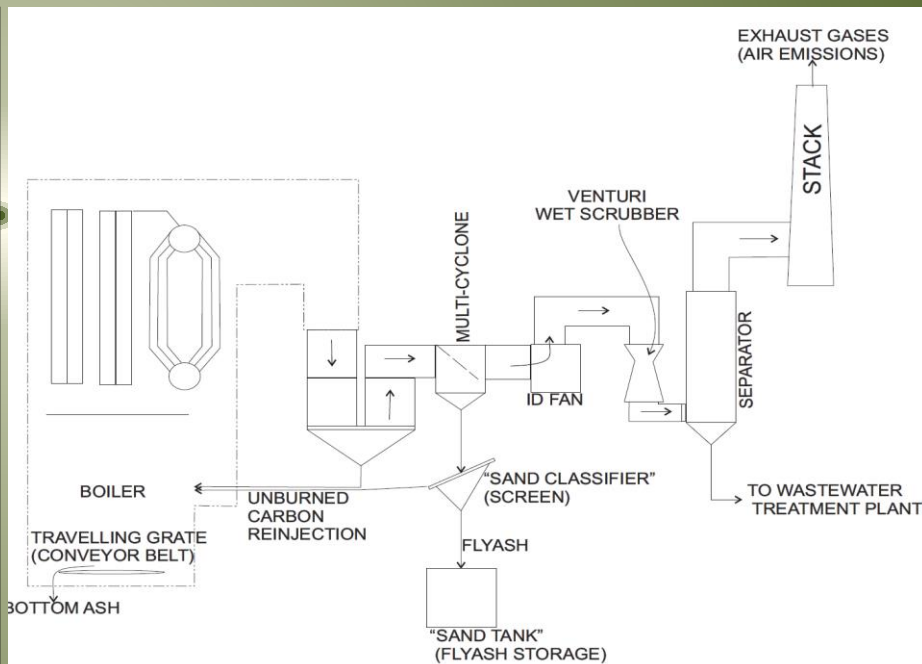 EXHAUST GASES
(AIR EMISSIONS)
STACK
VENTURI
WET SCRUBBER
MULTI-CYCLONE
SEPARATOR
ID FAN
"SAND CLASSIFIER"
(SCREEN)
BOILER
UNBURNED
CARBON
REINJECTION
TO WASTEWATER
TREATMENT PLANT
TRAVELLING GRATE
(CONVEYOR BELT)
FLYASH
BOTTOM ASH
"SAND TANK"
(FLYASH STORAGE)